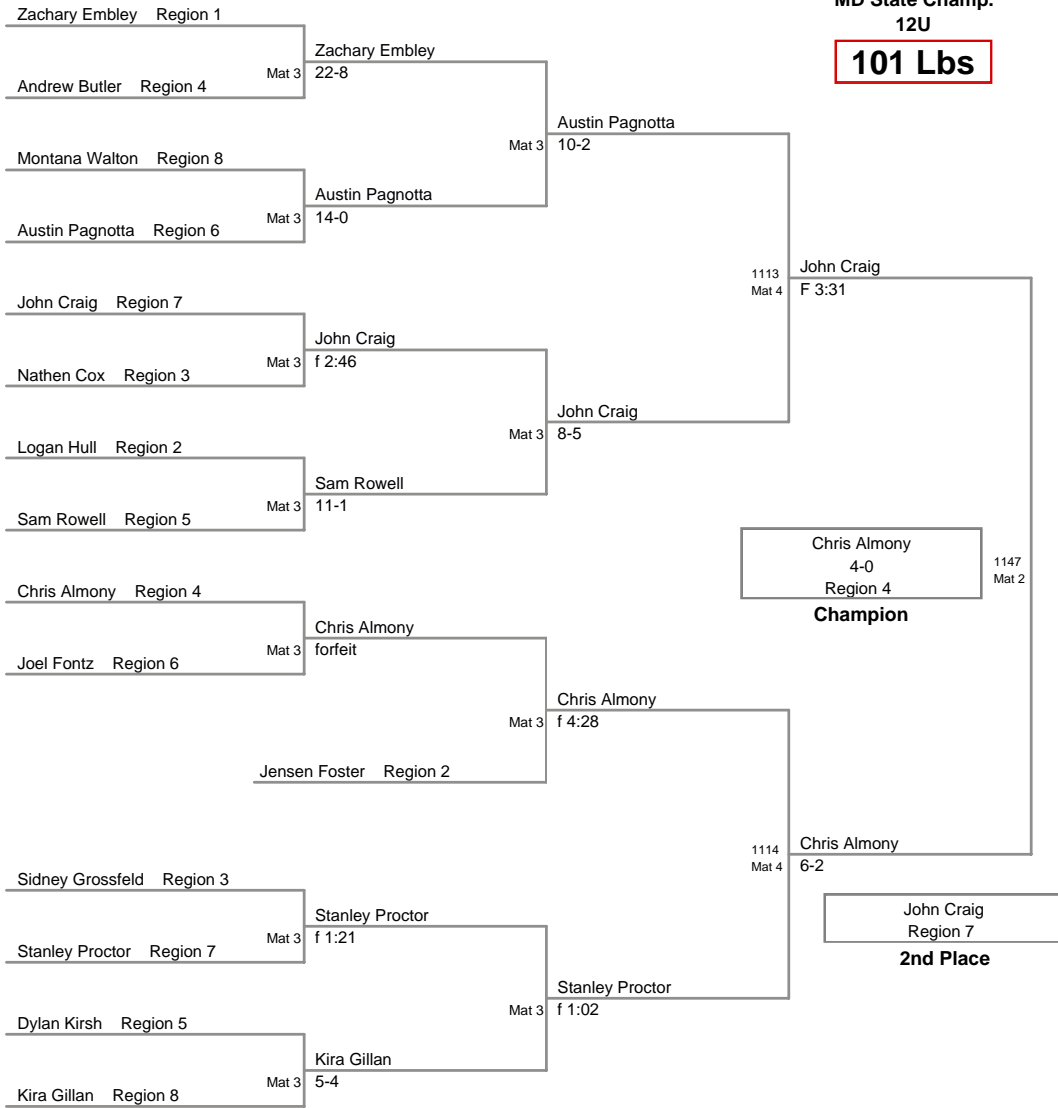 MD State Champ.
12U
101 Lbs
Zachary Embley Region 1
Zachary Embley
Mat 3 22-8
Andrew Butler Region 4
Austin Pagnotta
Mat 3 10-2
Montana Walton Region 8
Austin Pagnotta
Mat 3 14-0
Austin Pagnotta Region 6
1113 John Craig
Mat 4 F 3:31
John Craig Region 7
John Craig
Mat 3 f 2:46
Nathen Cox Region 3
John Craig
Mat 3 8-5
Logan Hull Region 2
Sam Rowell
Mat 3 11-1
Sam Rowell Region 5
Chris Almony
4-0
Region 4
1147
Mat 2
Champion
Chris Almony Region 4
Chris Almony
Mat 3 forfeit
Joel Fontz Region 6
Chris Almony
Mat 3 f 4:28
Jensen Foster Region 2
1114 Chris Almony
Mat 4 6-2
Sidney Grossfeld Region 3
Stanley Proctor
Mat 3 f 1:21
Stanley Proctor Region 7
John Craig
Region 7
2nd Place
Stanley Proctor
Mat 3 f 1:02
Dylan Kirsh Region 5
Kira Gillan
Mat 3 5-4
Kira Gillan Region 8